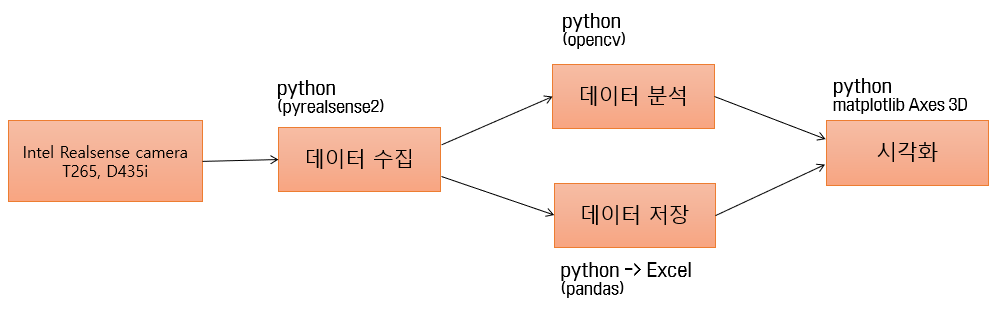 Intel Realsense camera
T265, D435i
python
(pyrealsense2)
데이터 수집
python
(opencv)
데이터 분석
데이터 저장
python -> Excel
(pandas)
python
matplotlib Axes 3D
시각화